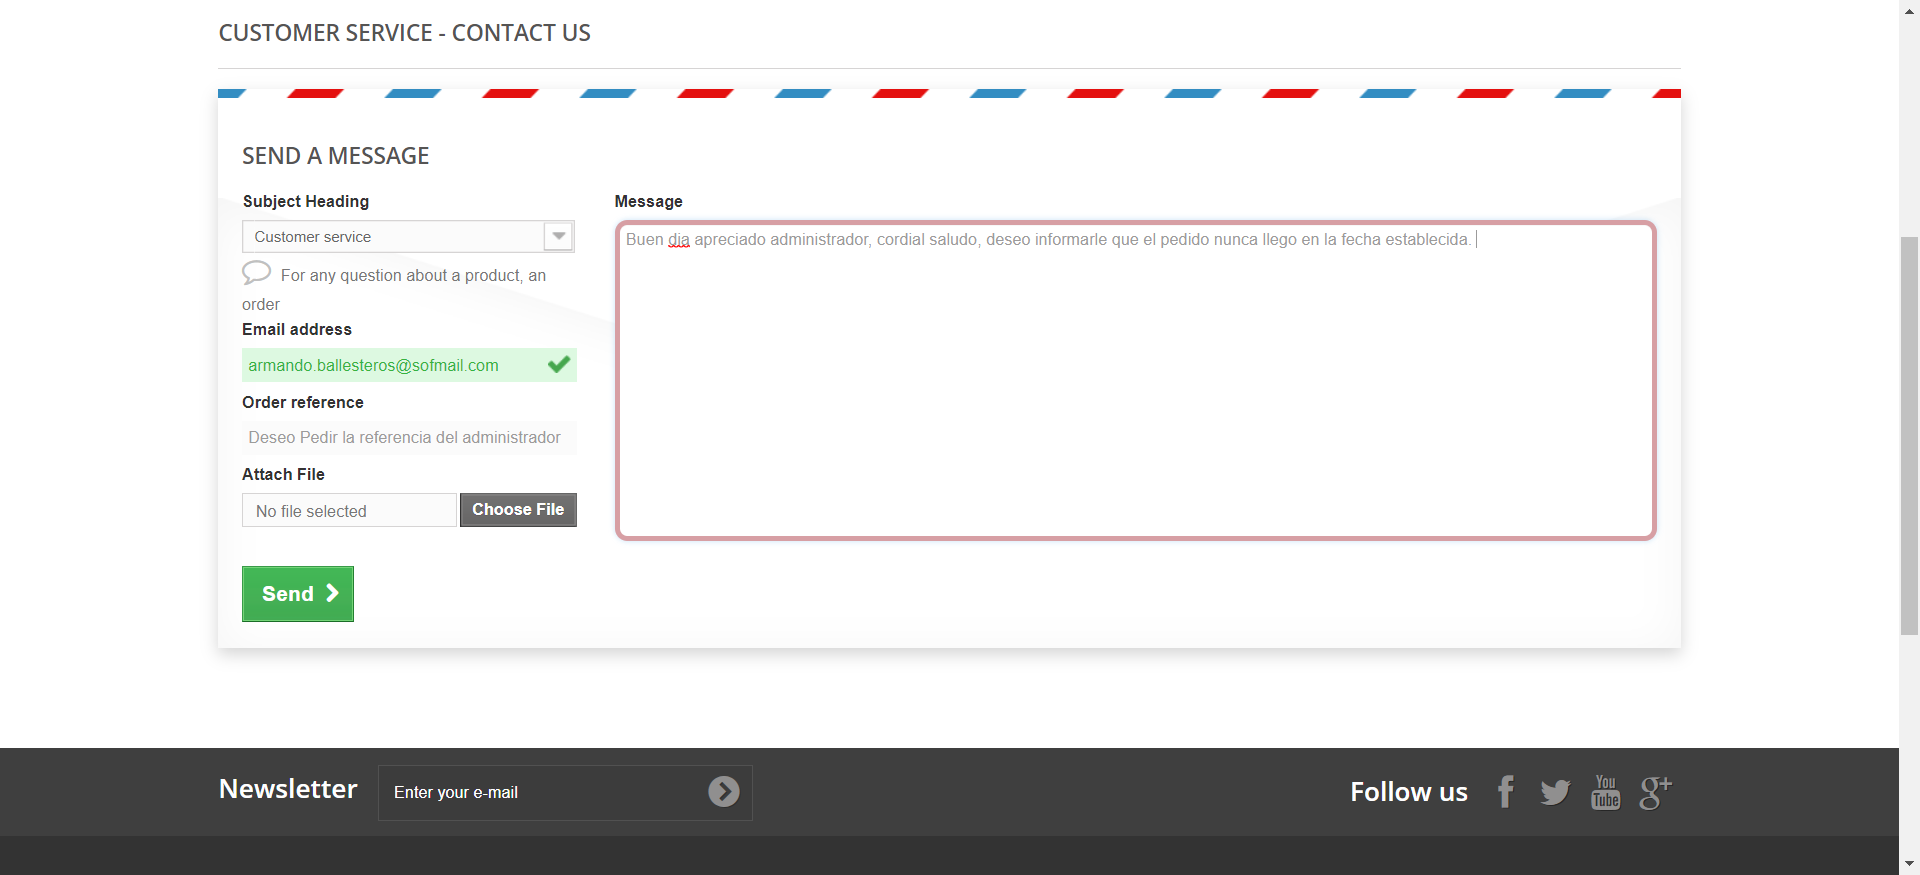 CUSTOMER SERVICE - CONTACT US
SEND A MESSAGE
Subject Heading
Customer service
For any question about a product, an
order
Email address
armando.ballesteros@sofmail.com
Order reference
Deseo Pedir la referencia del administrador
Attach File
No file selected
Choose File
Send
Message
Buen dia apreciado administrador, cordial saludo, deseo informarle que el pedido nunca llego en la fecha establecida.
Newsletter
Enter your e-mail
Follow us
You
Tube
g+